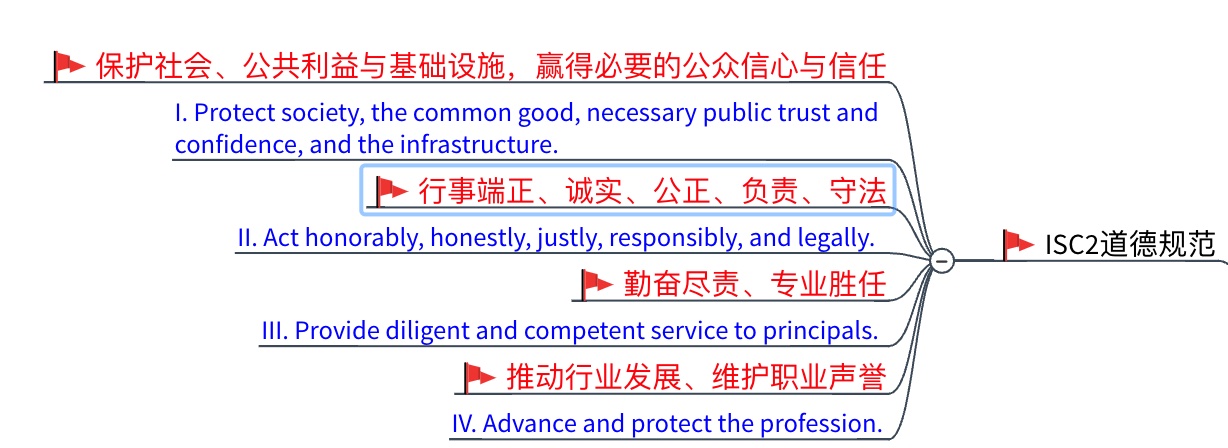 保护社会、公共利益与基础设施，赢得必要的公众信心与信任
I. Protect society, the common good, necessary public trust and
confidence, and the infrastructure.
行事端正、诚实、公正、负责、守法
II. Act honorably, honestly, justly, responsibly, and legally.
ISC2道德规范
勤奋尽责、专业胜任
III. Provide diligent and competent service to principals.
推动行业发展、维护职业声誉
IV. Advance and protect the profession.